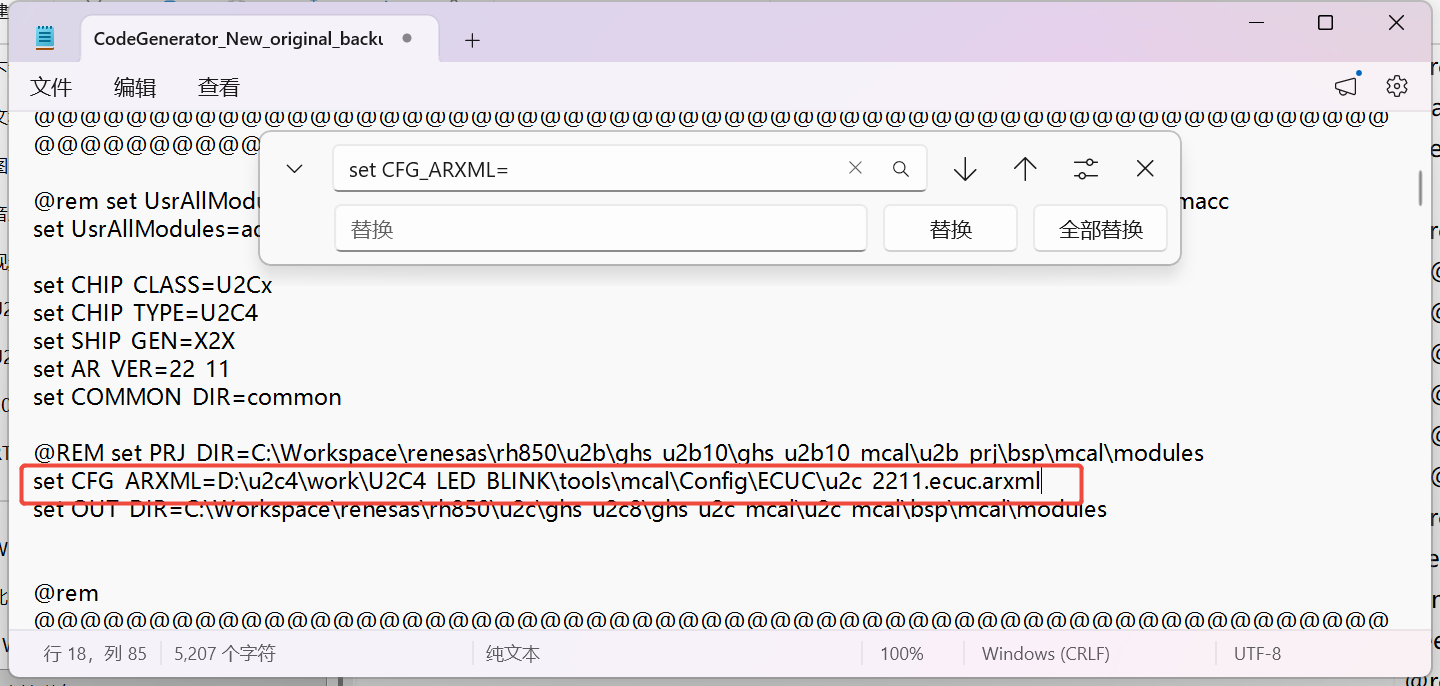 CodeGenerator_New_original_backu
文件 编辑 查看
@@@@@@@@@@@@@@@@@@@@@@@@@@@@@@@@@@@@@@@@@@@@@@@@@@@@@@@@@@@
@@@@@@@@@@
set CFG_ARXML=
替换 替换 全部替换
@rem set UsrAllModu macc
set UsrAllModules=ac
set CHIP_CLASS=U2Cx
set CHIP_TYPE=U2C4
set SHIP_GEN=X2X
set AR_VER=22_11
set COMMON_DIR=common
@REM set PRJ_DIR=C:\Workspace\renesas\rh850\u2b\ghs_u2b10\ghs_u2b10_mcal\u2b_prj\bsp\mcal\modules
set CFG_ARXML=D:\u2c4\work\U2C4_LED_BLINK\tools\mcal\Config\ECUC\u2c_2211.ecuc.arxml
set OUT_DIR=C:\Workspace\renesas\rh850\u2c\ghs_u2c8\ghs_u2c_mcal\u2c_mcal\bsp\mcal\modules
@rem
@@@@@@@@@@@@@@@@@@@@@@@@@@@@@@@@@@@@@@@@@@@@@@@@@@@@@@@@@@@
行 18，列 85 5,207 个字符 纯文本 100% Windows (CRLF) UTF-8